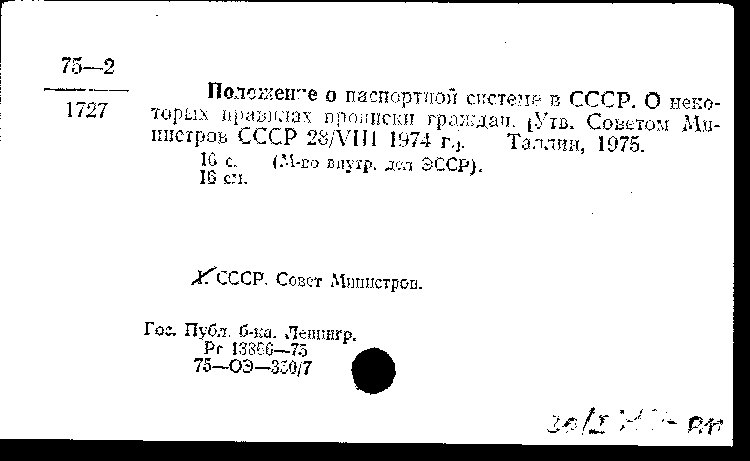 75—2
1727
Положение о паспортной системе в СССР. О неко-
торых правилах прописки граждан. [Утв. Советом Ми-
нистров СССР 28/VIII 1974 г.]. Таллин, 1975.
16 с. (М-во внутр. дел ЭССР).
16 см.
I. СССР. Совет Министров.
Гос. Публ. б-ка. Ленингр.
Рг 13866—75
75—ОЭ—350/7